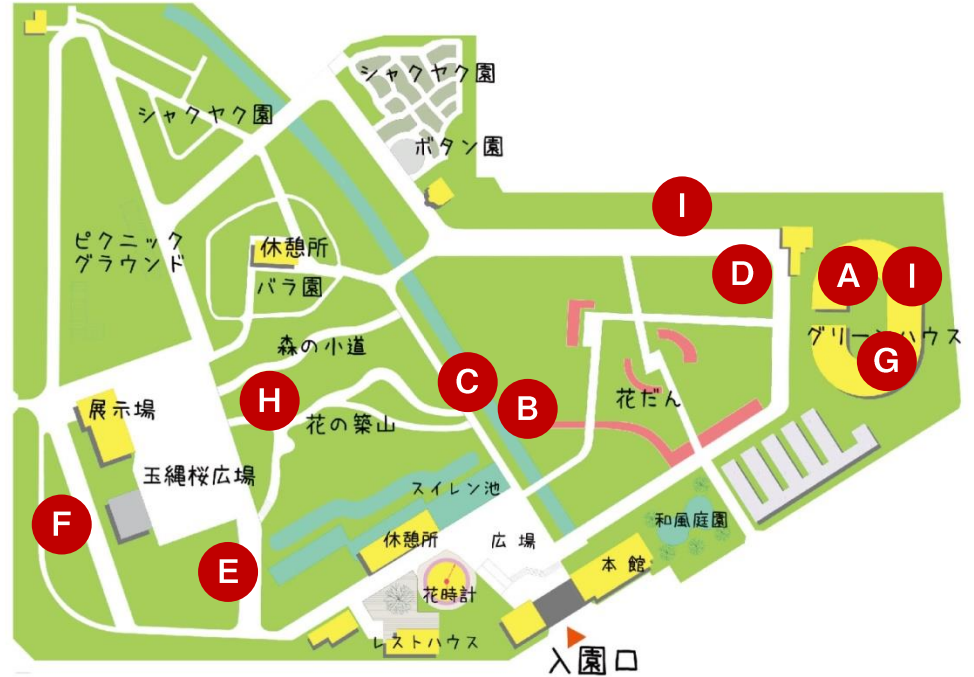 シャクヤク園
シャクヤク園
ボタン園
I
ピクニック
グラウンド
休憩所
バラ園
D
A
I
グリーンハウス
G
森の小道
C
H
B
花だん
展示場
花の築山
玉縄桜広場
スイレン池
F
休憩所
広場
和風庭園
E
本館
花時計
レストハウス
入園口